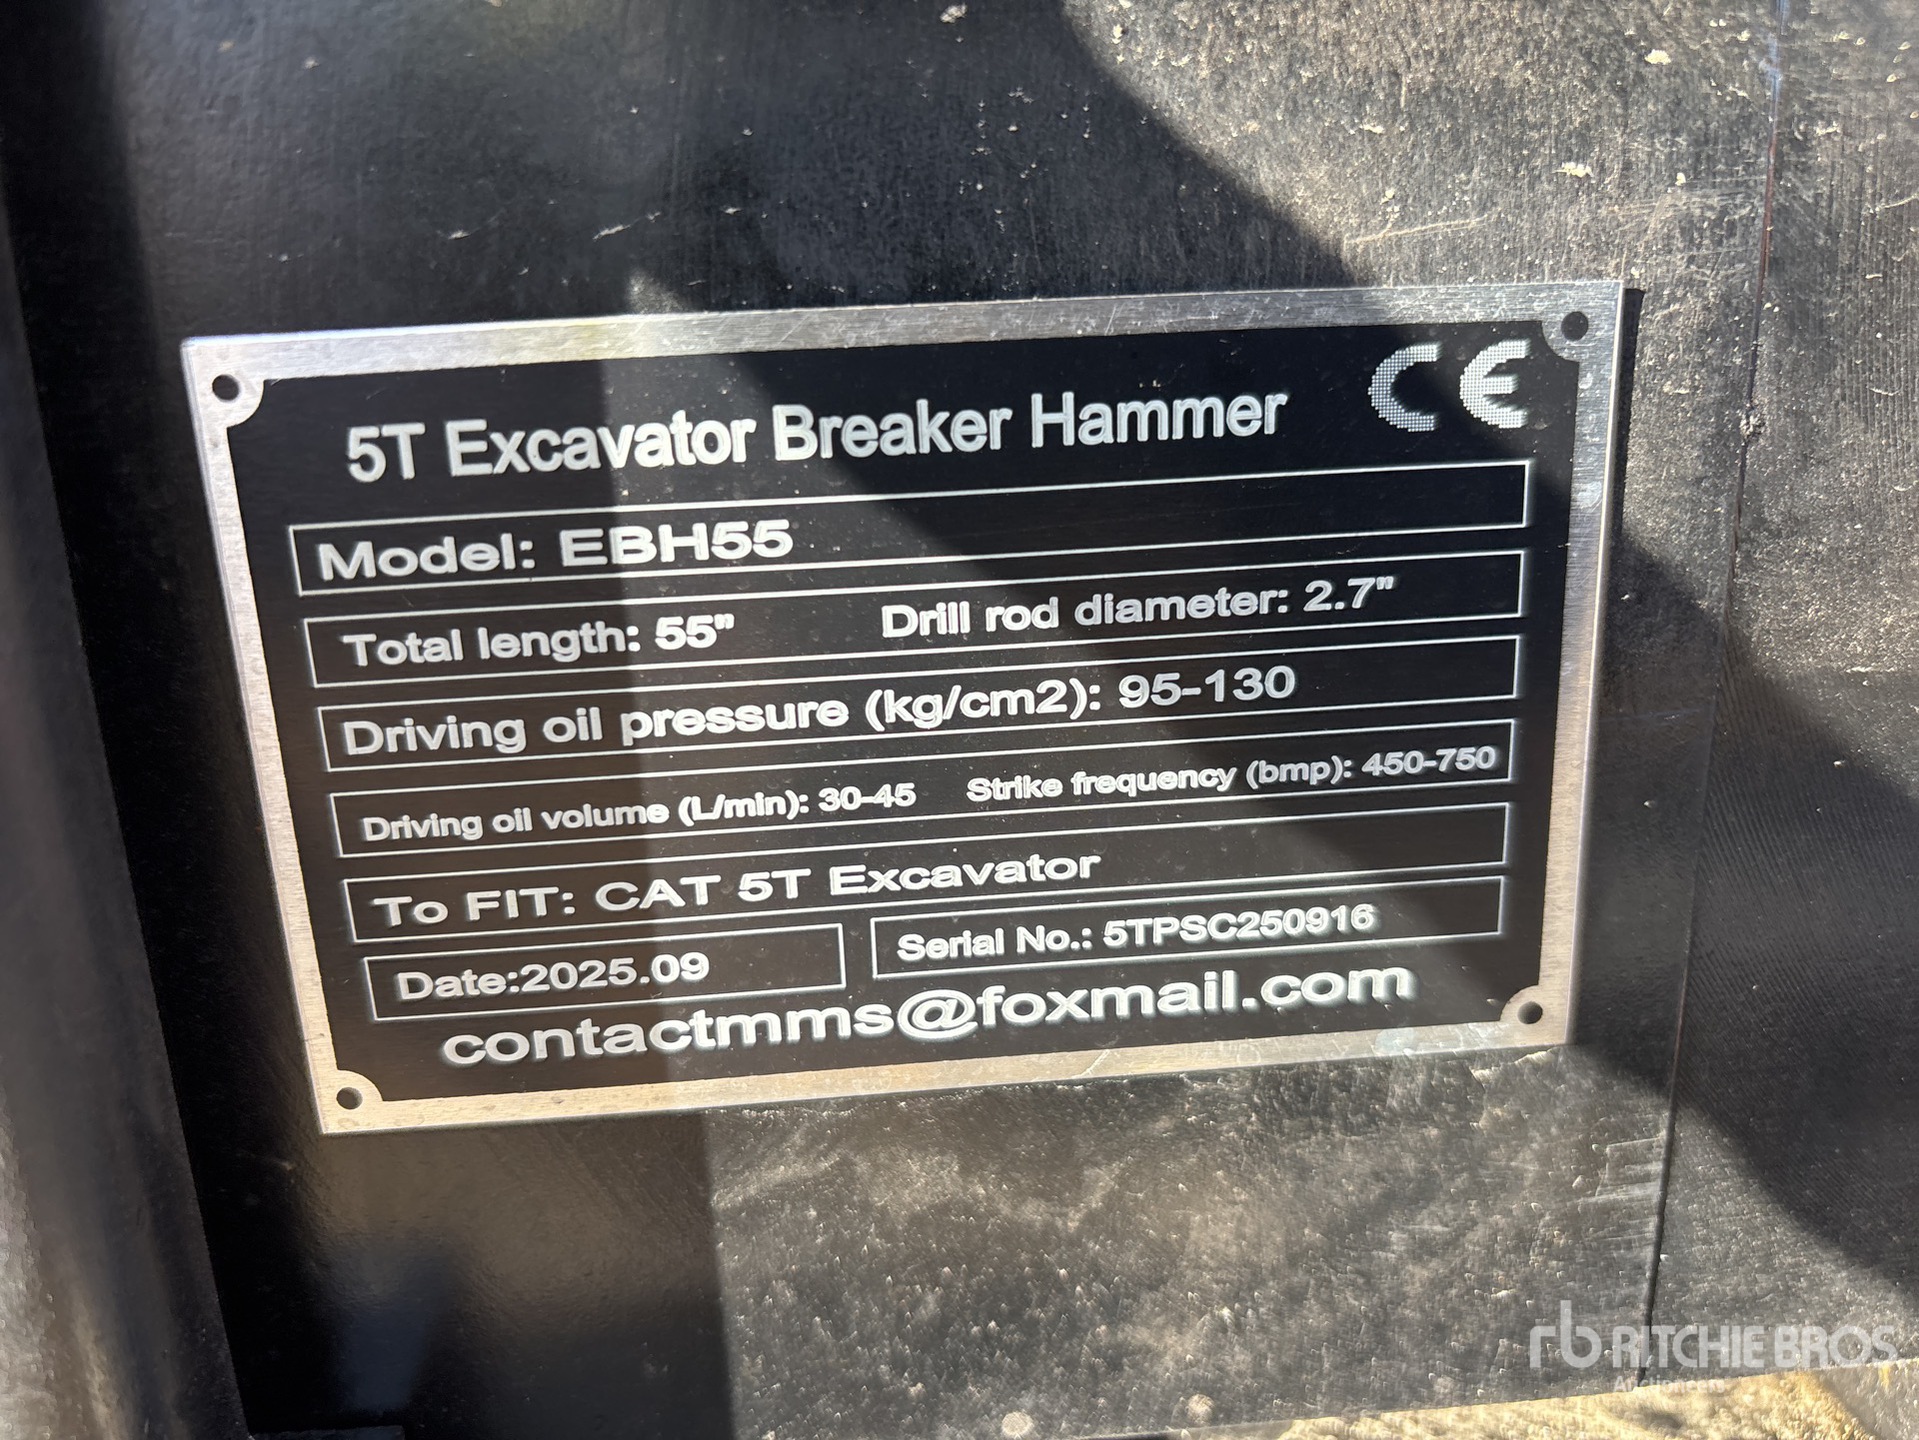 5T Excavator Breaker Hammer CE
Model: EBH55
Total length: 55" Drill rod diameter: 2.7"
Driving oil pressure (kg/cm2): 95-130
Driving oil volume (L/min): 30-45 Strike frequency (bmp): 450-750
To FIT: CAT 5T Excavator
Date:2025.09 Serial No.: 5TPSC250916
contactmms@foxmail.com
rb RITCHIE BROS
Auctioneers